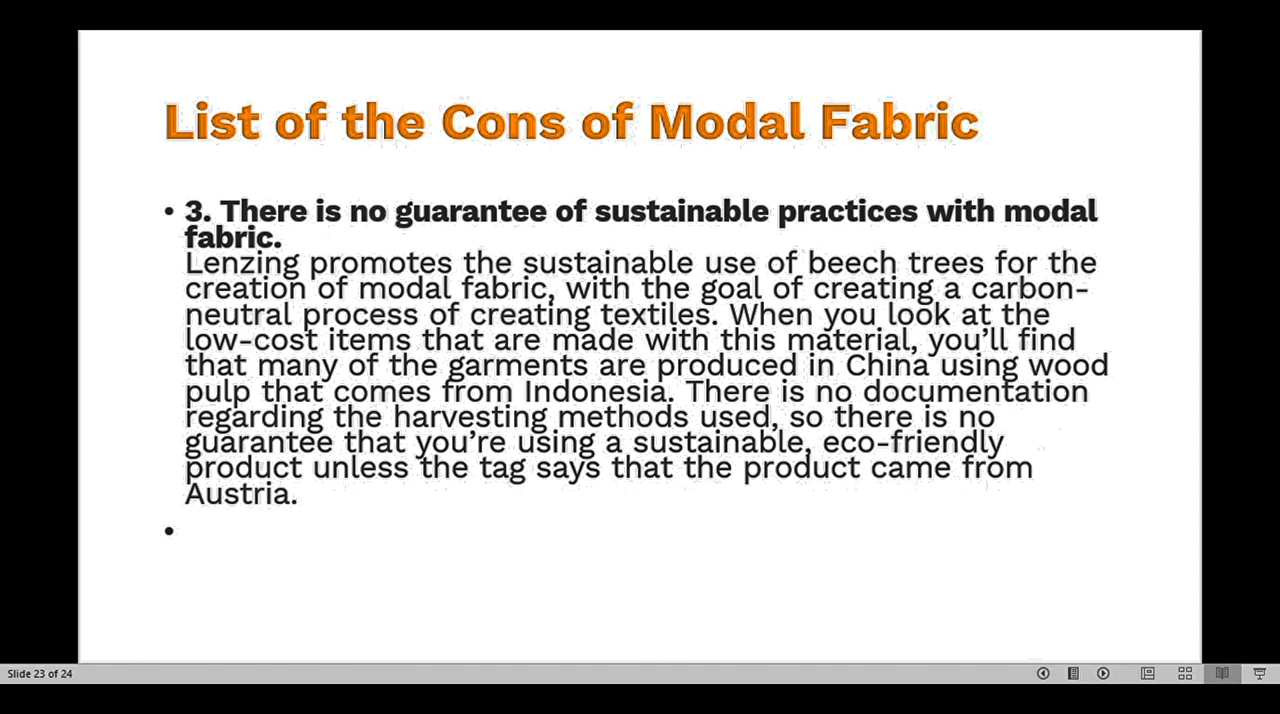 List of the Cons of Modal Fabric
• 3. There is no guarantee of sustainable practices with modal
fabric.
Lenzing promotes the sustainable use of beech trees for the
creation of modal fabric, with the goal of creating a carbon-
neutral process of creating textiles. When you look at the
low-cost items that are made with this material, you’ll find
that many of the garments are produced in China using wood
pulp that comes from Indonesia. There is no documentation
regarding the harvesting methods used, so there is no
guarantee that you’re using a sustainable, eco-friendly
product unless the tag says that the product came from
Austria.
•
Slide 23 of 24